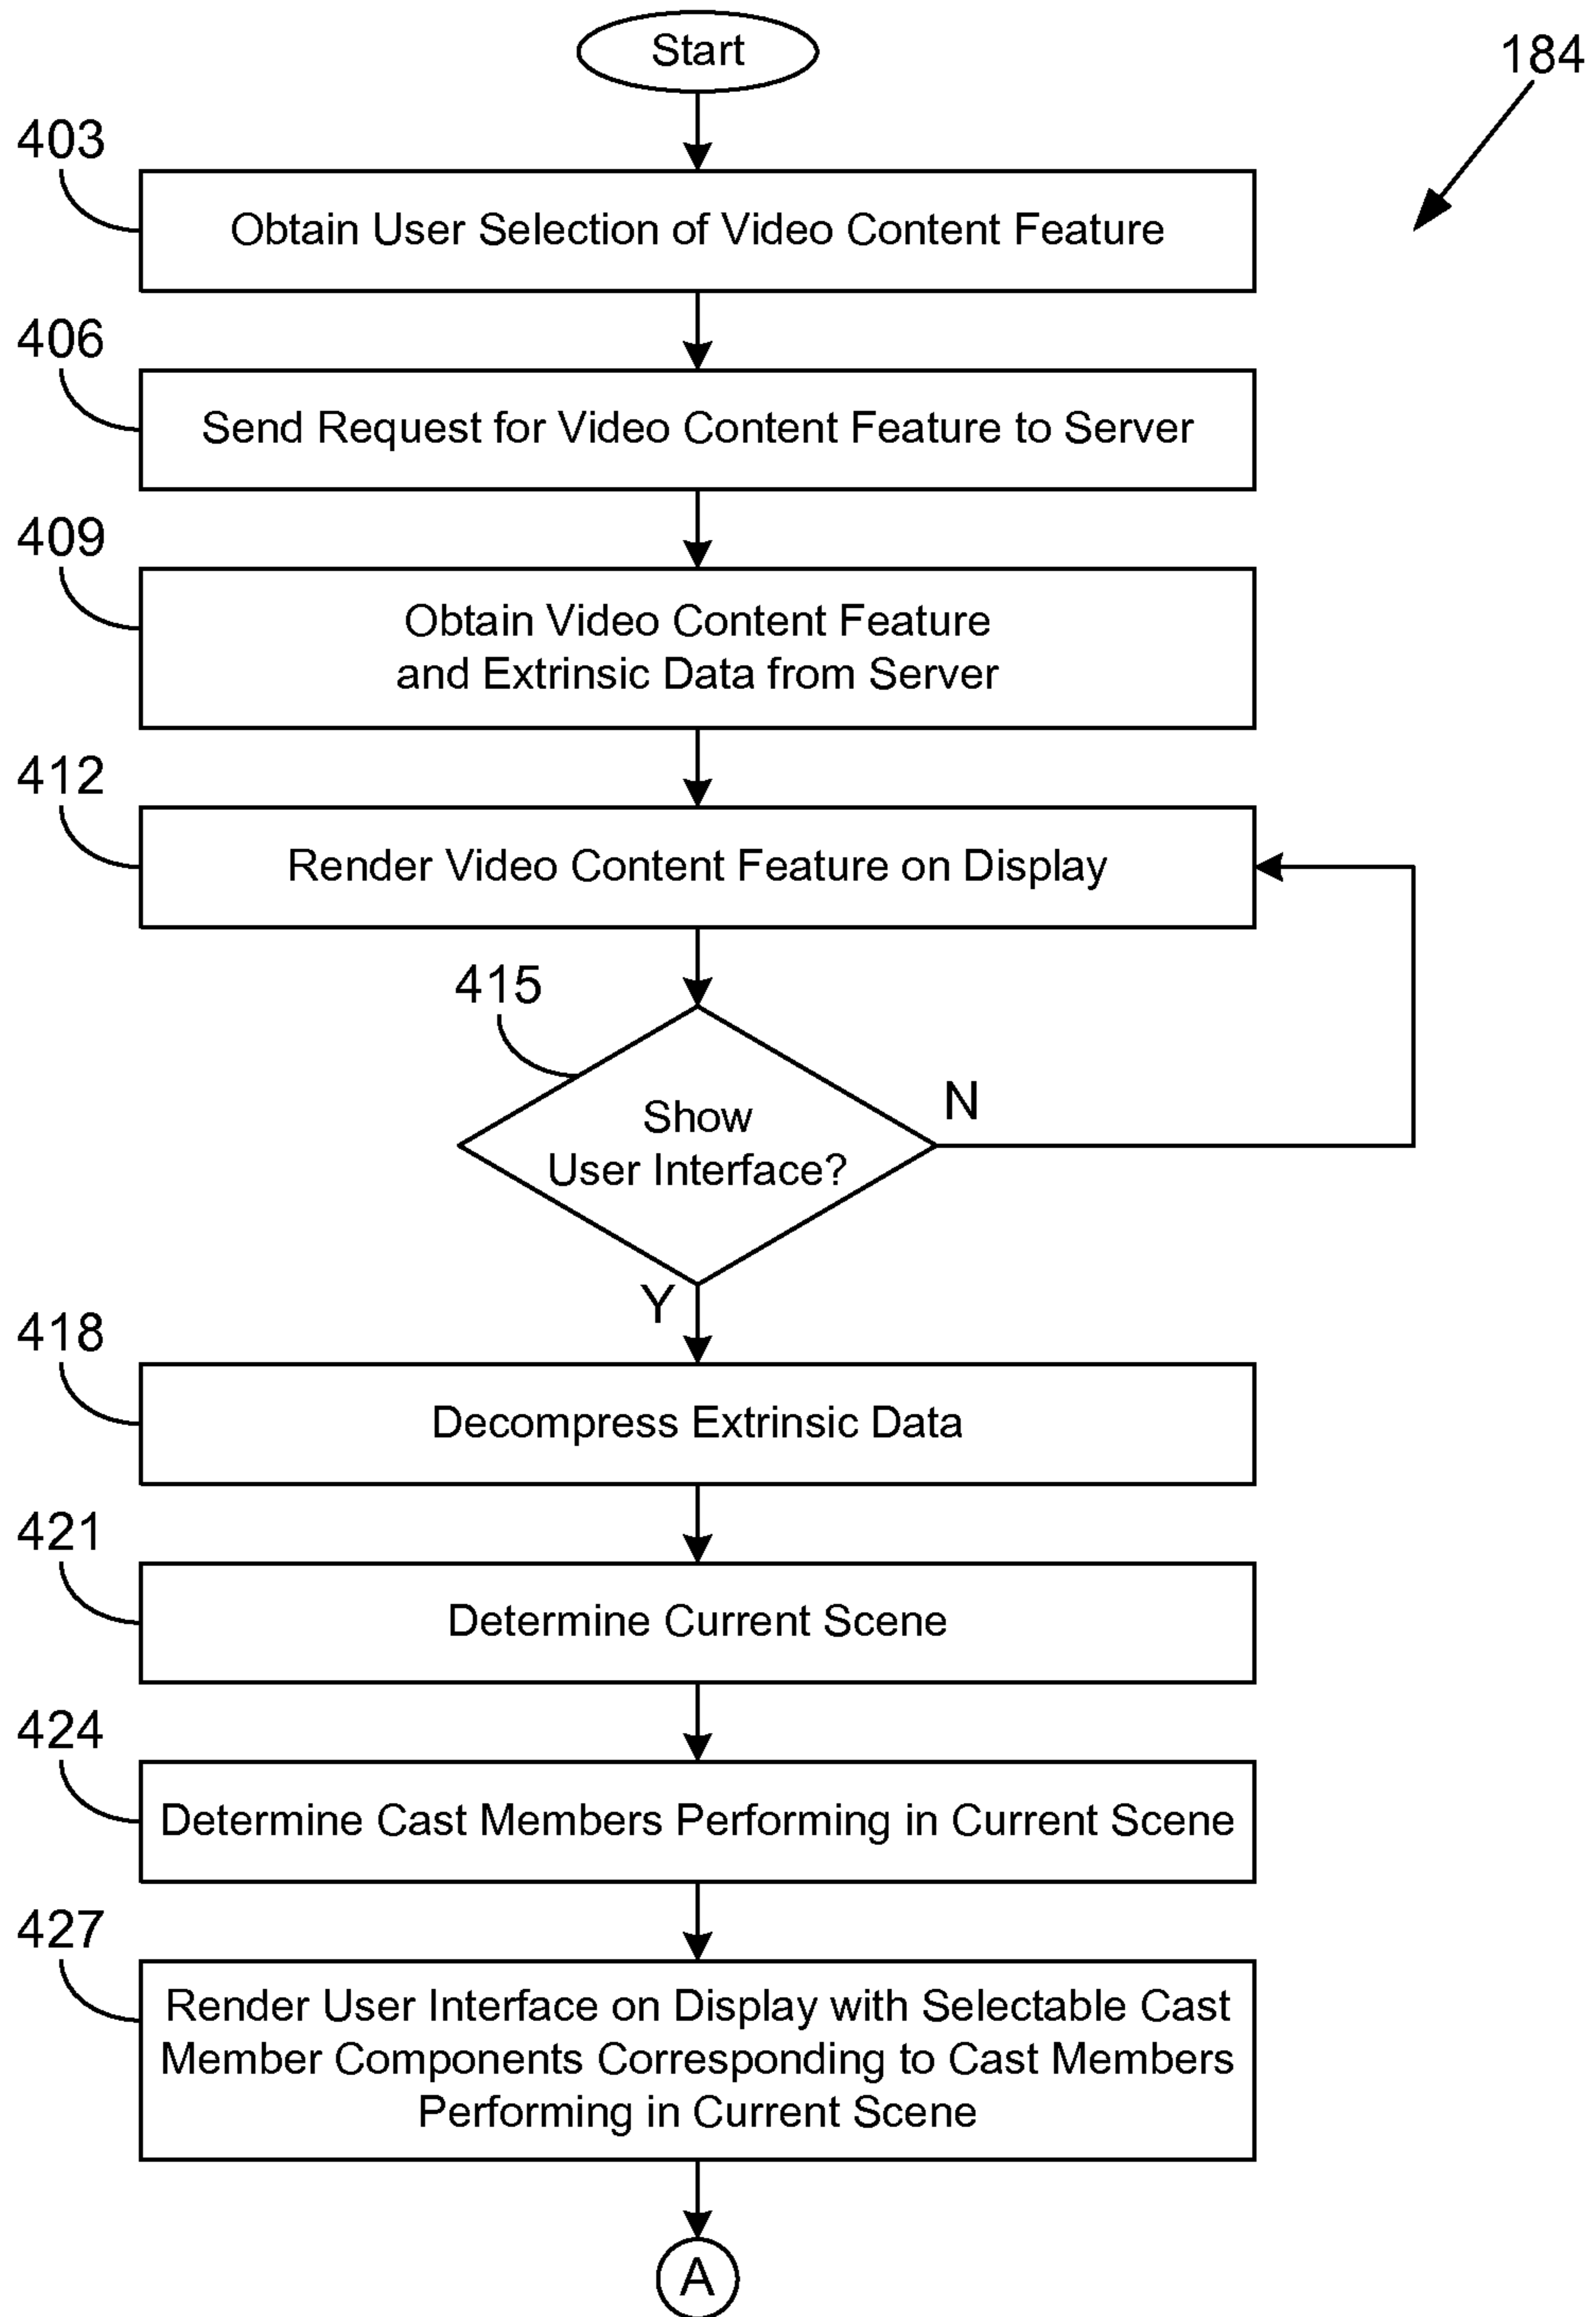 Start
184
403
Obtain User Selection of Video Content Feature
406
Send Request for Video Content Feature to Server
409
Obtain Video Content Feature
and Extrinsic Data from Server
412
Render Video Content Feature on Display
415
Show
User Interface?
N
Y
418
Decompress Extrinsic Data
421
Determine Current Scene
424
Determine Cast Members Performing in Current Scene
427
Render User Interface on Display with Selectable Cast
Member Components Corresponding to Cast Members
Performing in Current Scene
A